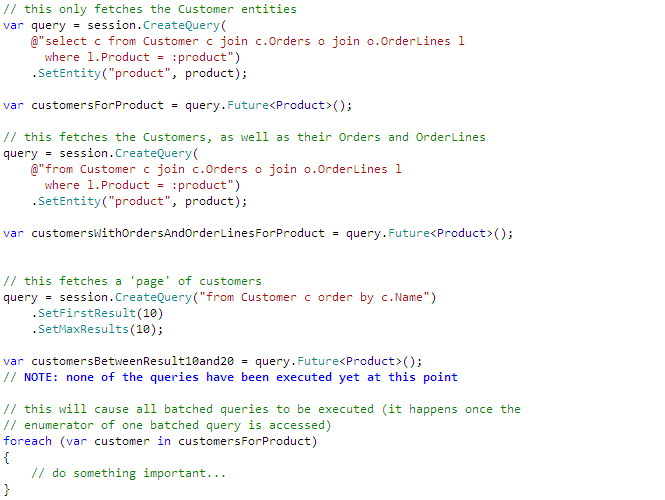 // this only fetches the Customer entities
var query = session.CreateQuery(
    @"select c from Customer c join c.Orders o join o.OrderLines l
      where l.Product = :product")
    .SetEntity("product", product);

var customersForProduct = query.Future<Product>();

// this fetches the Customers, as well as their Orders and OrderLines
query = session.CreateQuery(
    @"from Customer c join c.Orders o join o.OrderLines l
      where l.Product = :product")
    .SetEntity("product", product);

var customersWithOrdersAndOrderLinesForProduct = query.Future<Product>();


// this fetches a 'page' of customers
query = session.CreateQuery("from Customer c order by c.Name")
    .SetFirstResult(10)
    .SetMaxResults(10);

var customersBetweenResult10and20 = query.Future<Product>();
// NOTE: none of the queries have been executed yet at this point

// this will cause all batched queries to be executed (it happens once the
// enumerator of one batched query is accessed)
foreach (var customer in customersForProduct)
{
    // do something important...
}